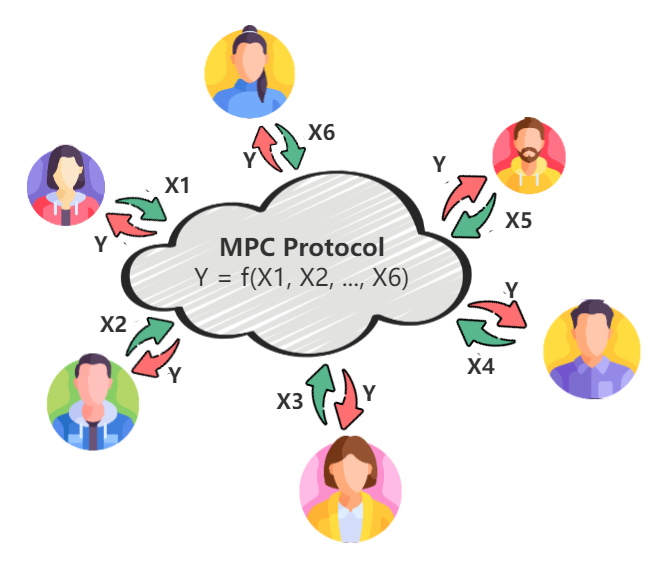 X6
Y
Y
X1
X5
Y
MPC Protocol
Y = f(X1, X2, ..., X6)
Y
X2
X4
Y
X3
Y